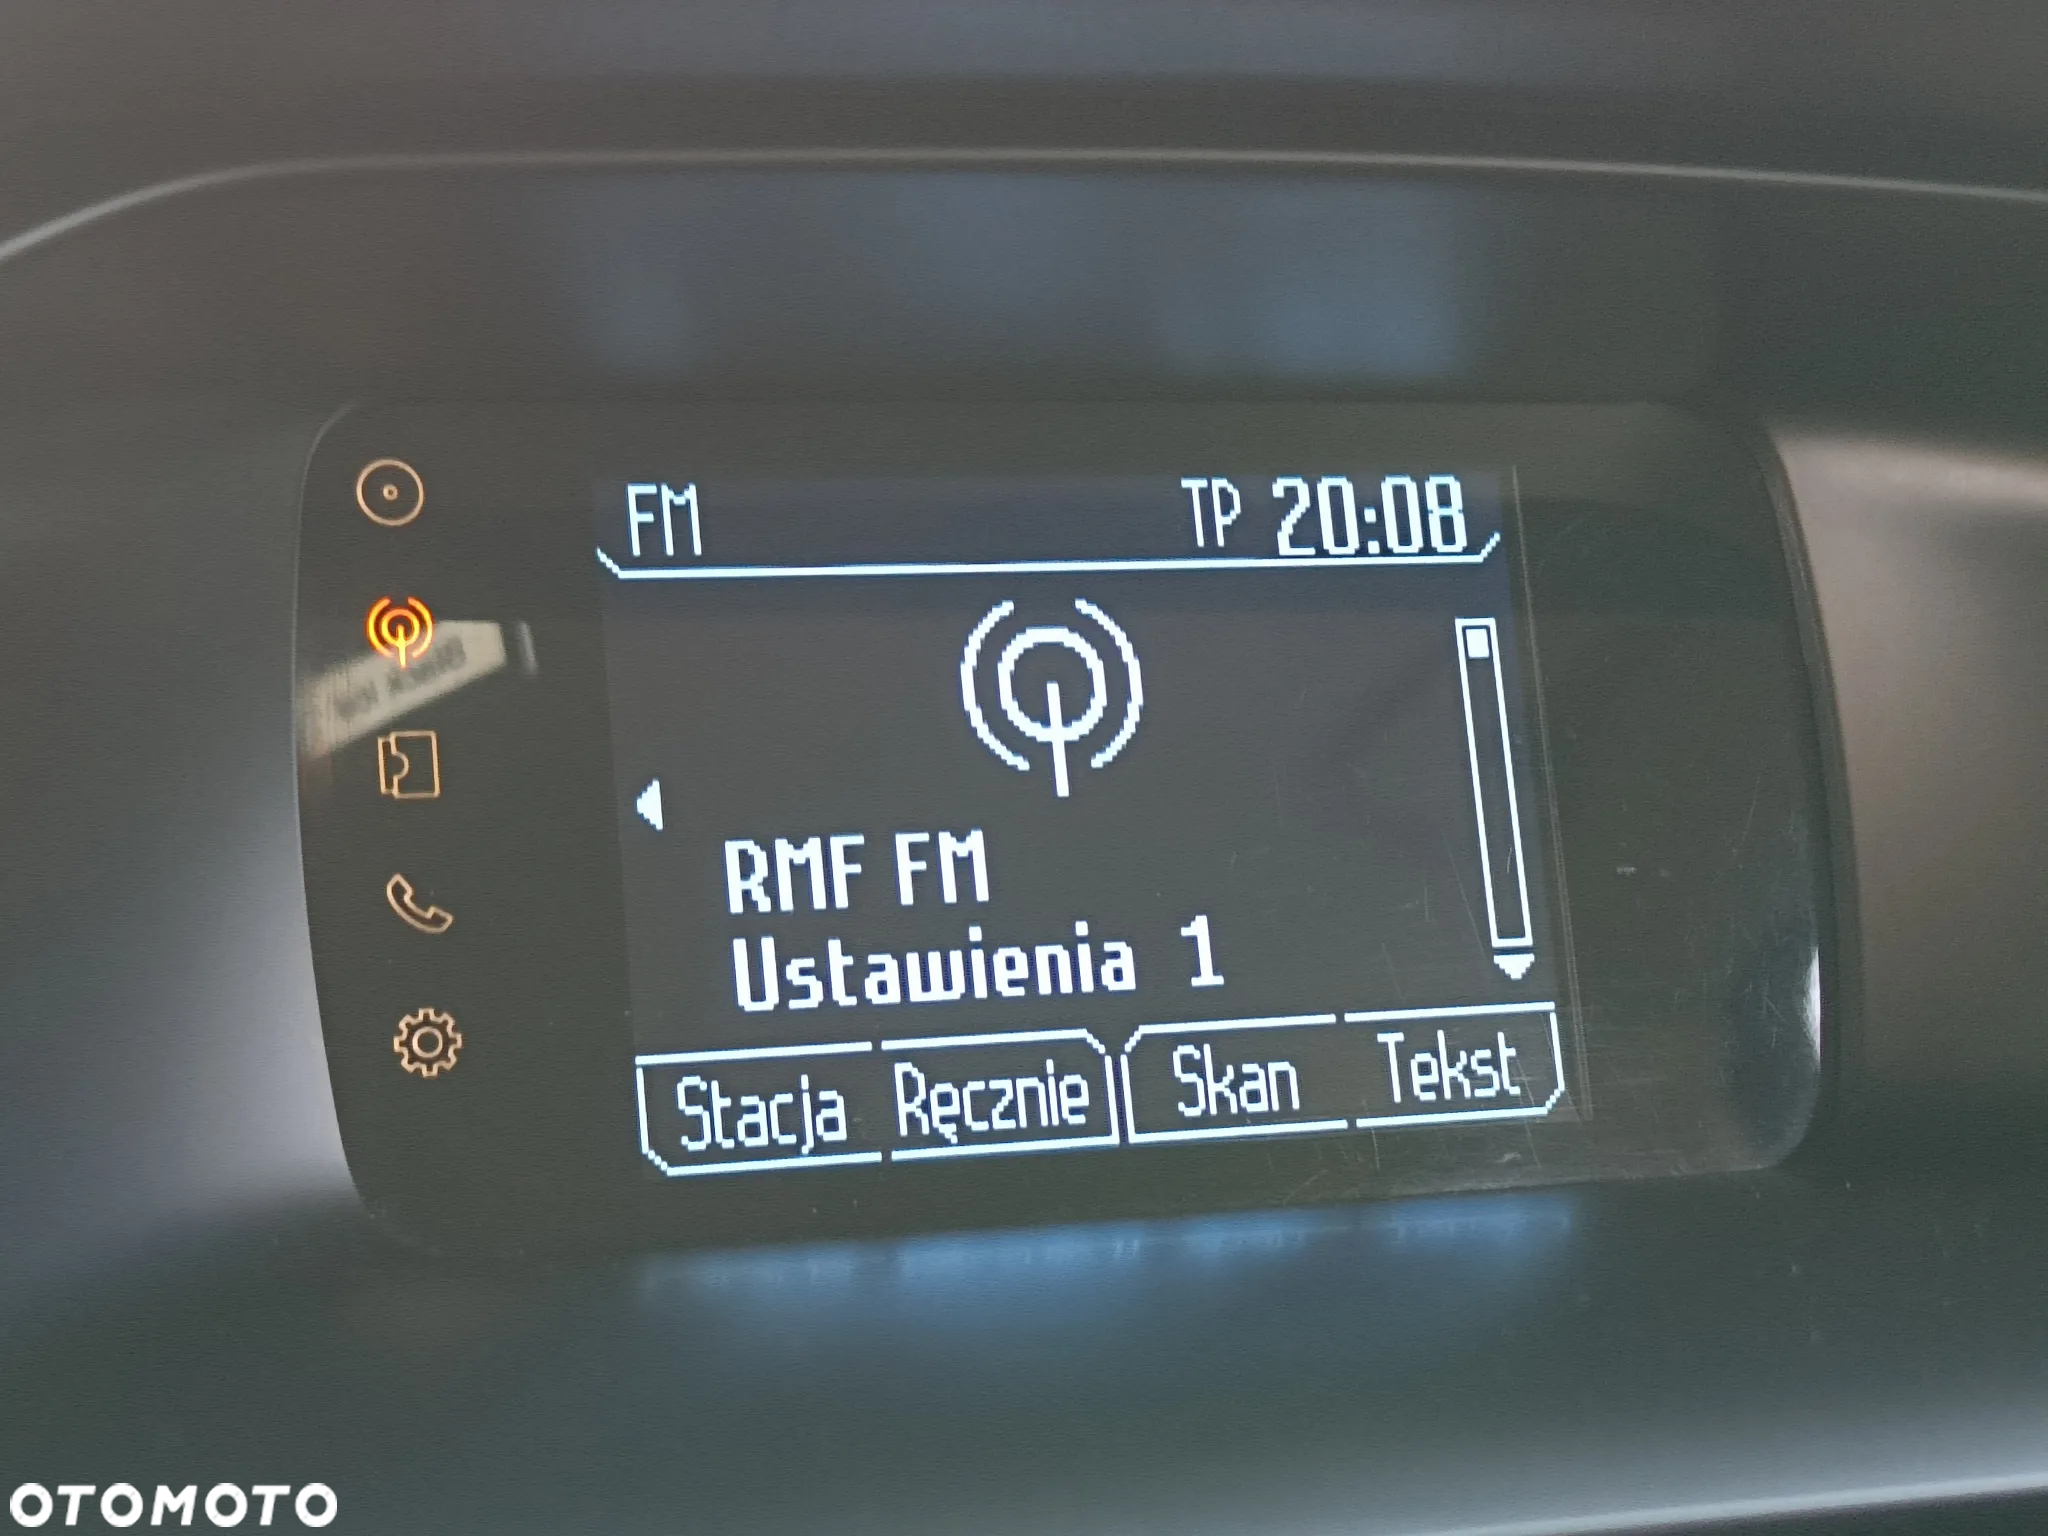 FM TP 20:08
RMF FM
Ustawienia 1
Stacja Ręcznie Skan Tekst
OTOMOTO